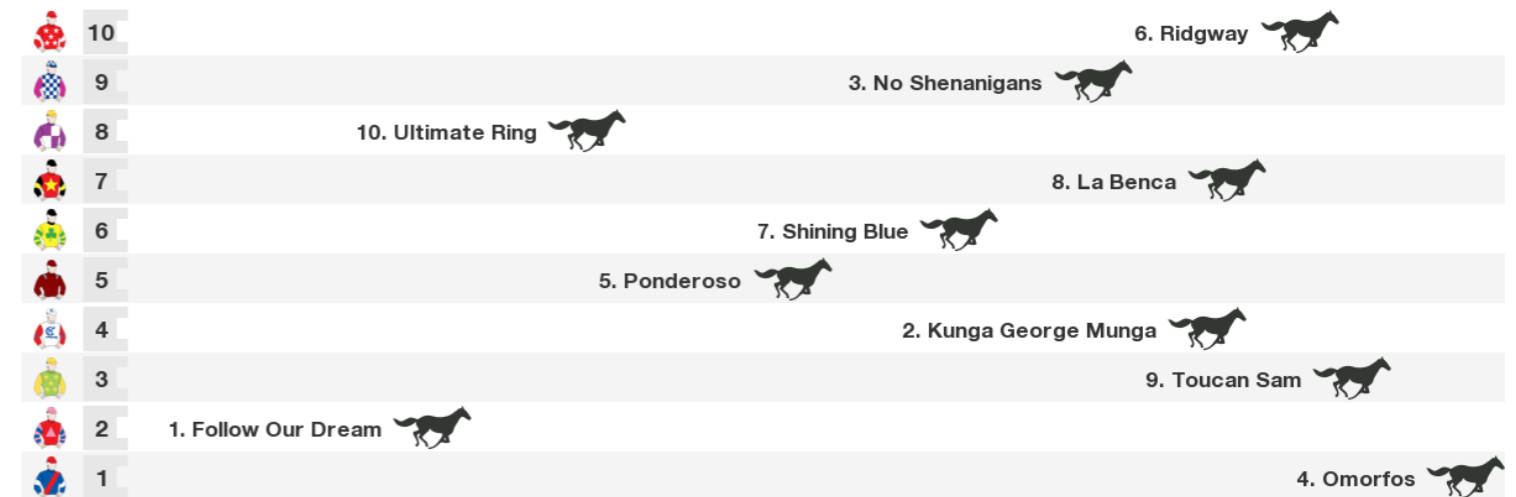 10 6. Ridgway
9 3. No Shenanigans
8 10. Ultimate Ring
7 8. La Benca
6 7. Shining Blue
5 5. Ponderoso
4 2. Kunga George Munga
3 9. Toucan Sam
2 1. Follow Our Dream
1 4. Omorfos